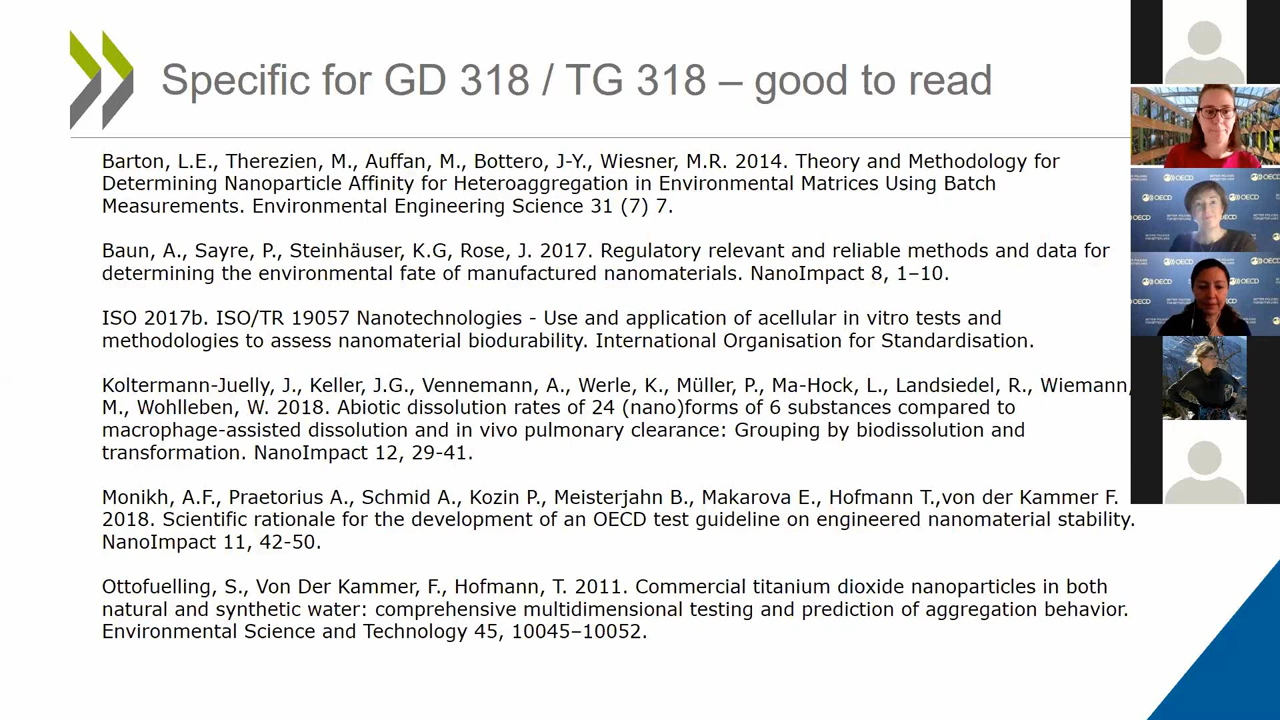 Specific for GD 318 / TG 318 – good to read
Barton, L.E., Therezien, M., Auffan, M., Bottero, J-Y., Wiesner, M.R. 2014. Theory and Methodology for
Determining Nanoparticle Affinity for Heteroaggregation in Environmental Matrices Using Batch
Measurements. Environmental Engineering Science 31 (7) 7.
Baun, A., Sayre, P., Steinhäuser, K.G, Rose, J. 2017. Regulatory relevant and reliable methods and data for
determining the environmental fate of manufactured nanomaterials. NanoImpact 8, 1–10.
ISO 2017b. ISO/TR 19057 Nanotechnologies - Use and application of acellular in vitro tests and
methodologies to assess nanomaterial biodurability. International Organisation for Standardisation.
Koltermann-Juelly, J., Keller, J.G., Vennemann, A., Werle, K., Müller, P., Ma-Hock, L., Landsiedel, R., Wiemann,
M., Wohlleben, W. 2018. Abiotic dissolution rates of 24 (nano)forms of 6 substances compared to
macrophage-assisted dissolution and in vivo pulmonary clearance: Grouping by biodissolution and
transformation. NanoImpact 12, 29-41.
Monikh, A.F., Praetorius A., Schmid A., Kozin P., Meisterjahn B., Makarova E., Hofmann T.,von der Kammer F.
2018. Scientific rationale for the development of an OECD test guideline on engineered nanomaterial stability.
NanoImpact 11, 42-50.
Ottofuelling, S., Von Der Kammer, F., Hofmann, T. 2011. Commercial titanium dioxide nanoparticles in both
natural and synthetic water: comprehensive multidimensional testing and prediction of aggregation behavior.
Environmental Science and Technology 45, 10045–10052.
OECD
OECD
OECD
OECD
OECD